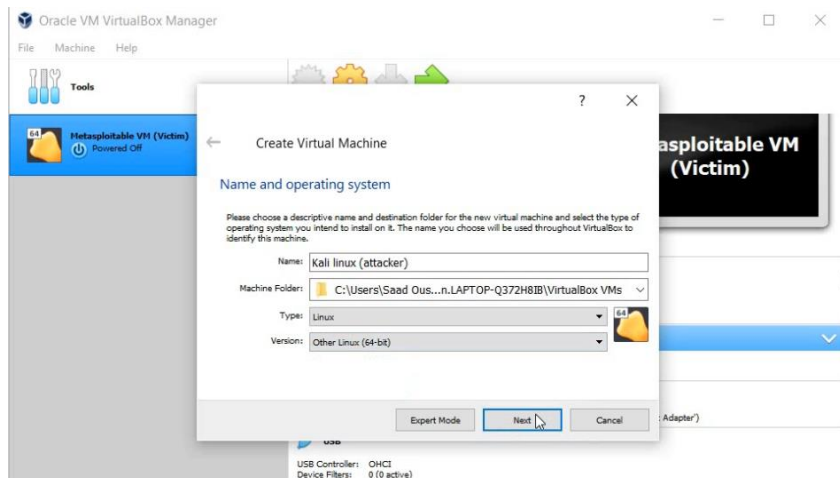 Oracle VM VirtualBox Manager
File Machine Help
Tools
64
Metasploitable VM (Victim)
Powered Off
asploitable VM
(Victim)
?
Create Virtual Machine
Name and operating system
Please choose a descriptive name and destination folder for the new virtual machine and select the type of
operating system you intend to install on it. The name you choose will be used throughout VirtualBox to
identify this machine.
Name: Kali linux (attacker)
Machine Folder: C:\Users\Saad Ous...n.LAPTOP-Q372H8IB\VirtualBox VMs
Type: Linux
64
Version: Other Linux (64-bit)
Expert Mode Next Cancel
Adapter')
USB
USB Controller: OHCI
Device Filters: 0 (0 active)